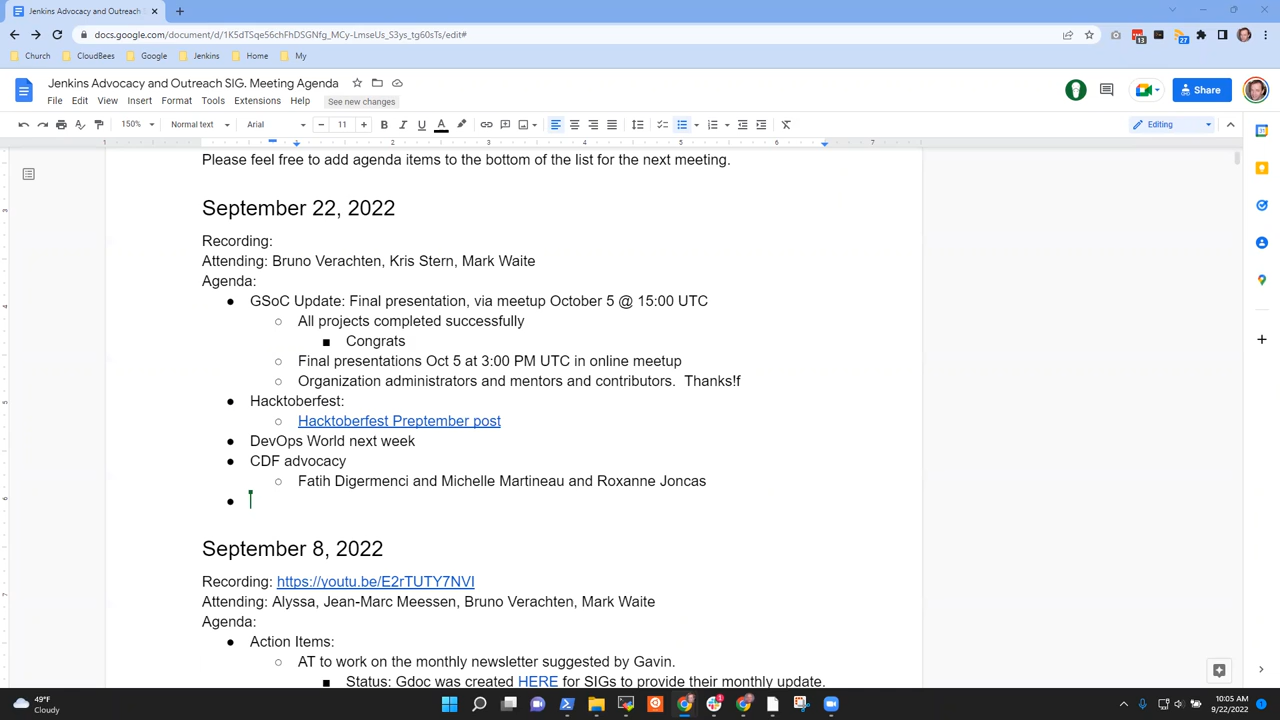 Jenkins Advocacy and Outreach S
docs.google.com/document/d/1K5dTSqe56chFhDSGNfg_MCy-LmseUs_S3ys_tg60sTs/edit#
13
27
Church CloudBees Google Jenkins Home My
Jenkins Advocacy and Outreach SIG. Meeting Agenda
File Edit View Insert Format Tools Extensions Help See new changes
Share
150% Normal text Arial 11 Editing
1 2 3 4 5 6 7
Please feel free to add agenda items to the bottom of the list for the next meeting.
September 22, 2022
Recording:
Attending: Bruno Verachten, Kris Stern, Mark Waite
Agenda:
● GSoC Update: Final presentation, via meetup October 5 @ 15:00 UTC
○ All projects completed successfully
■ Congrats
○ Final presentations Oct 5 at 3:00 PM UTC in online meetup
○ Organization administrators and mentors and contributors. Thanks!f
● Hacktoberfest:
○ Hacktoberfest Preptember post
● DevOps World next week
● CDF advocacy
○ Fatih Digermenci and Michelle Martineau and Roxanne Joncas
●
September 8, 2022
Recording: https://youtu.be/E2rTUTY7NVI
Attending: Alyssa, Jean-Marc Meessen, Bruno Verachten, Mark Waite
Agenda:
● Action Items:
○ AT to work on the monthly newsletter suggested by Gavin.
■ Status: Gdoc was created HERE for SIGs to provide their monthly update.
49°F
Cloudy
10:05 AM
9/22/2022